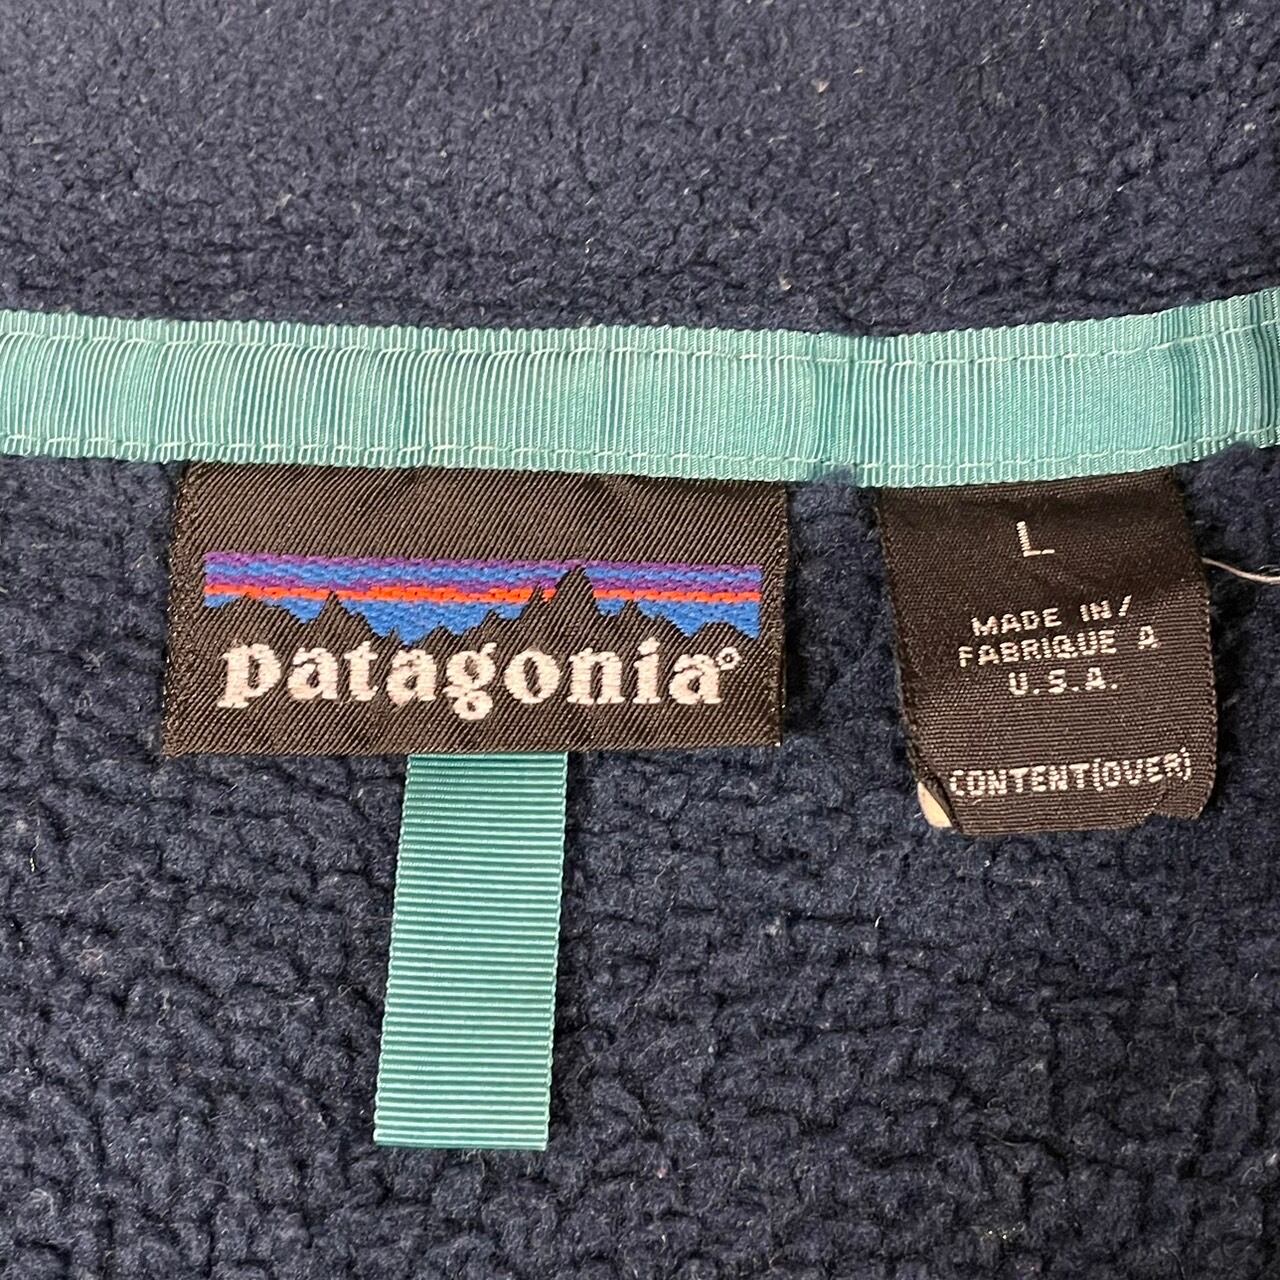 patagonia®
L
MADE IN/
FABRIQUE A
U.S.A.
CONTENT(OVER)